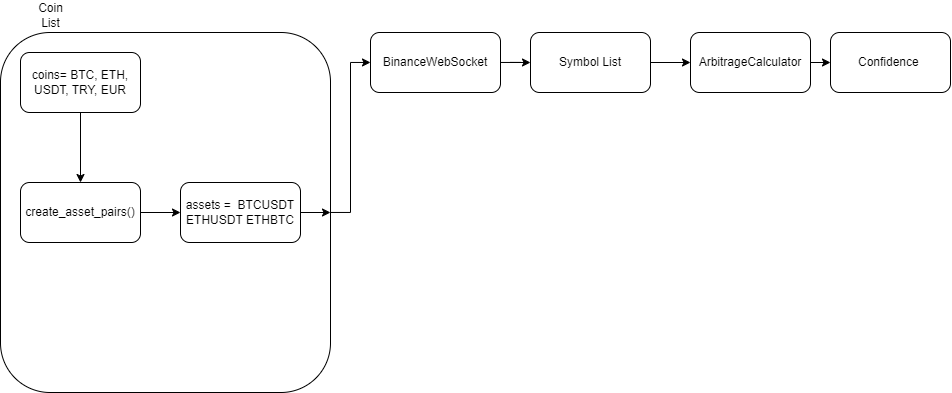 Coin
List
coins= BTC, ETH,
USDT, TRY, EUR
create_asset_pairs()
assets =  BTCUSDT
ETHUSDT ETHBTC
BinanceWebSocket
Symbol List
ArbitrageCalculator
Confidence